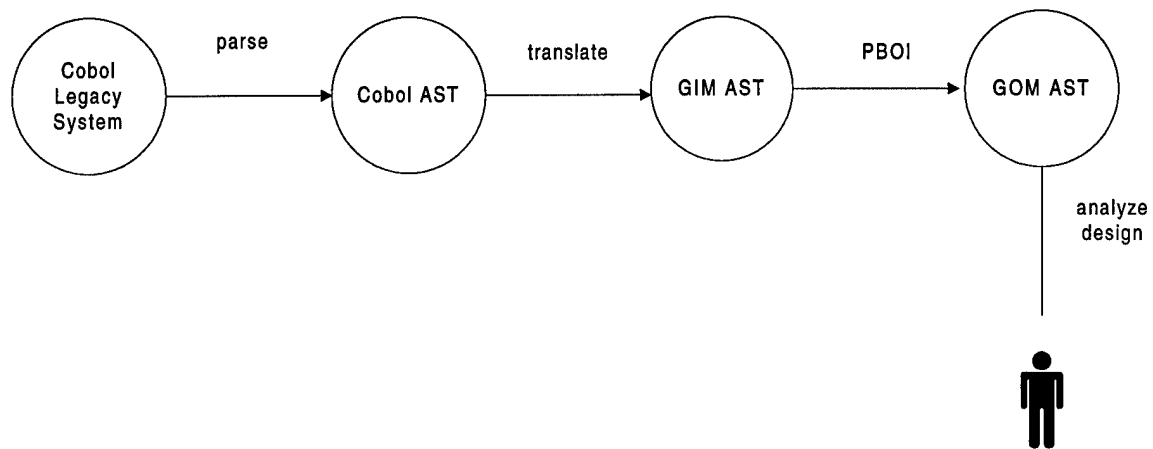 parse
translate
PBOI
Cobol
Legacy
System
Cobol AST
GIM AST
GOM AST
analyze
design